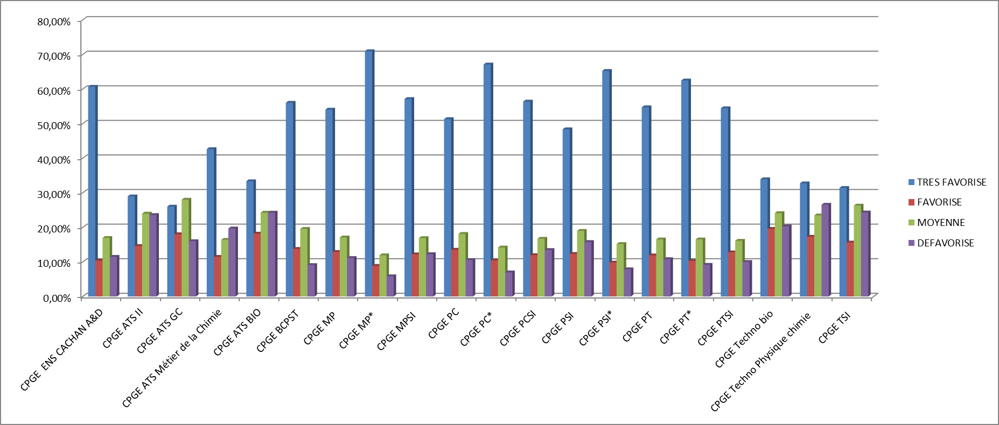 80,00%
70,00%
60,00%
50,00%
40,00%
30,00%
20,00%
10,00%
0,00%
CPGE  ENS CACHAN A&D
CPGE ATS II
CPGE ATS GC
CPGE ATS Métier de la Chimie
CPGE ATS BIO
CPGE BCPST
CPGE MP
CPGE MP*
CPGE MPSI
CPGE PC
CPGE PC*
CPGE PCSI
CPGE PSI
CPGE PSI*
CPGE PT
CPGE PT*
CPGE PTSI
CPGE Techno bio
CPGE Techno Physique chimie
CPGE TSI
TRES FAVORISE
FAVORISE
MOYENNE
DEFAVORISE